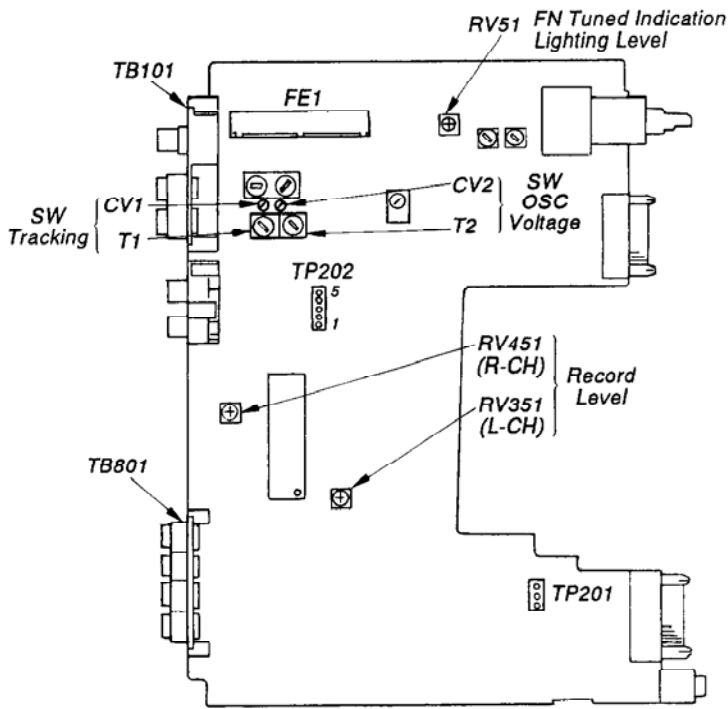 RV51 FN Tuned Indication
Lighting Level
TB101
FE1
CV2
SW
OSC
Voltage
T2
SW
Tracking
CV1
T1
TP202
5
1
RV451
(R-CH)
RV351
(L-CH)
Record
Level
TB801
TP201